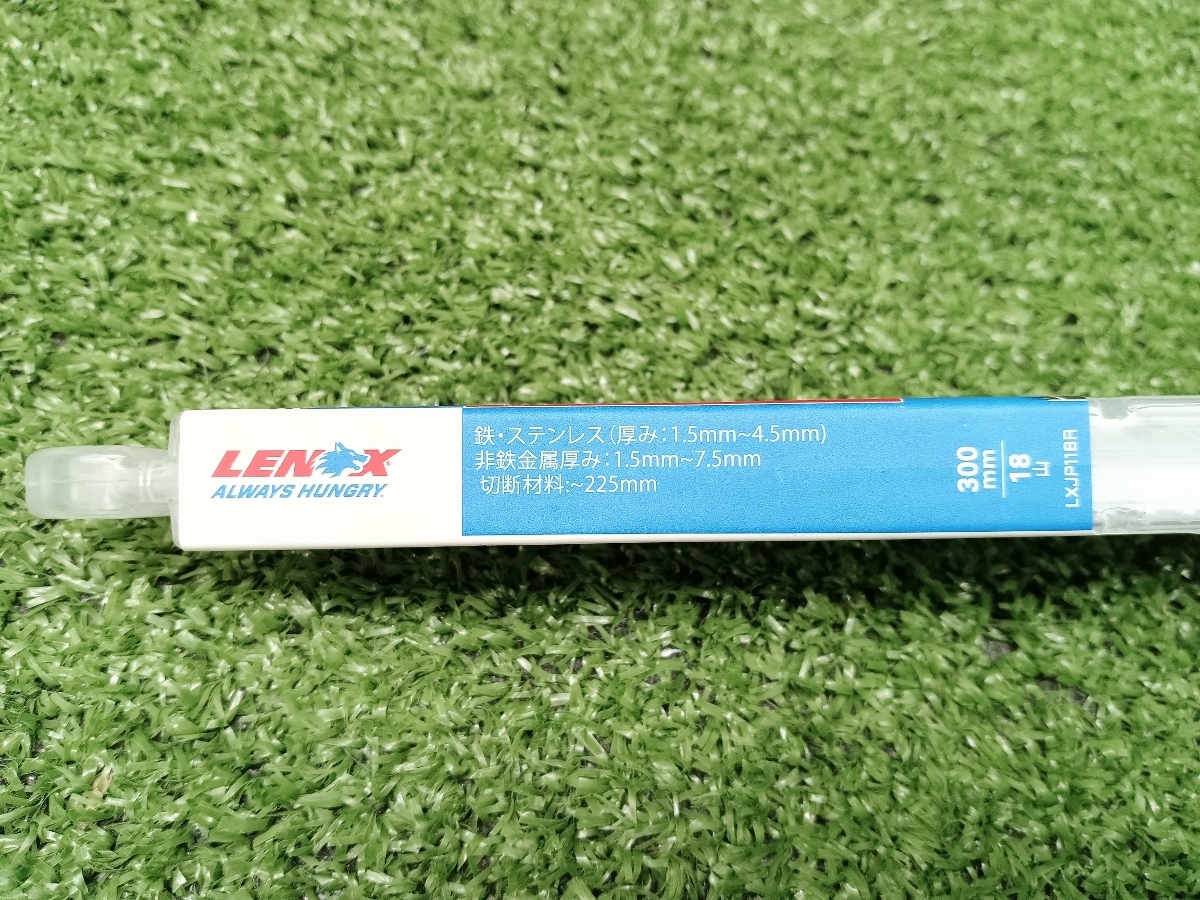 LENOX
ALWAYS HUNGRY.
鉄・ステンレス(厚み:1.5mm~4.5mm)
非鉄金属厚み:1.5mm~7.5mm
切断材料:~225mm
300
mm
18
山
LXJP118R